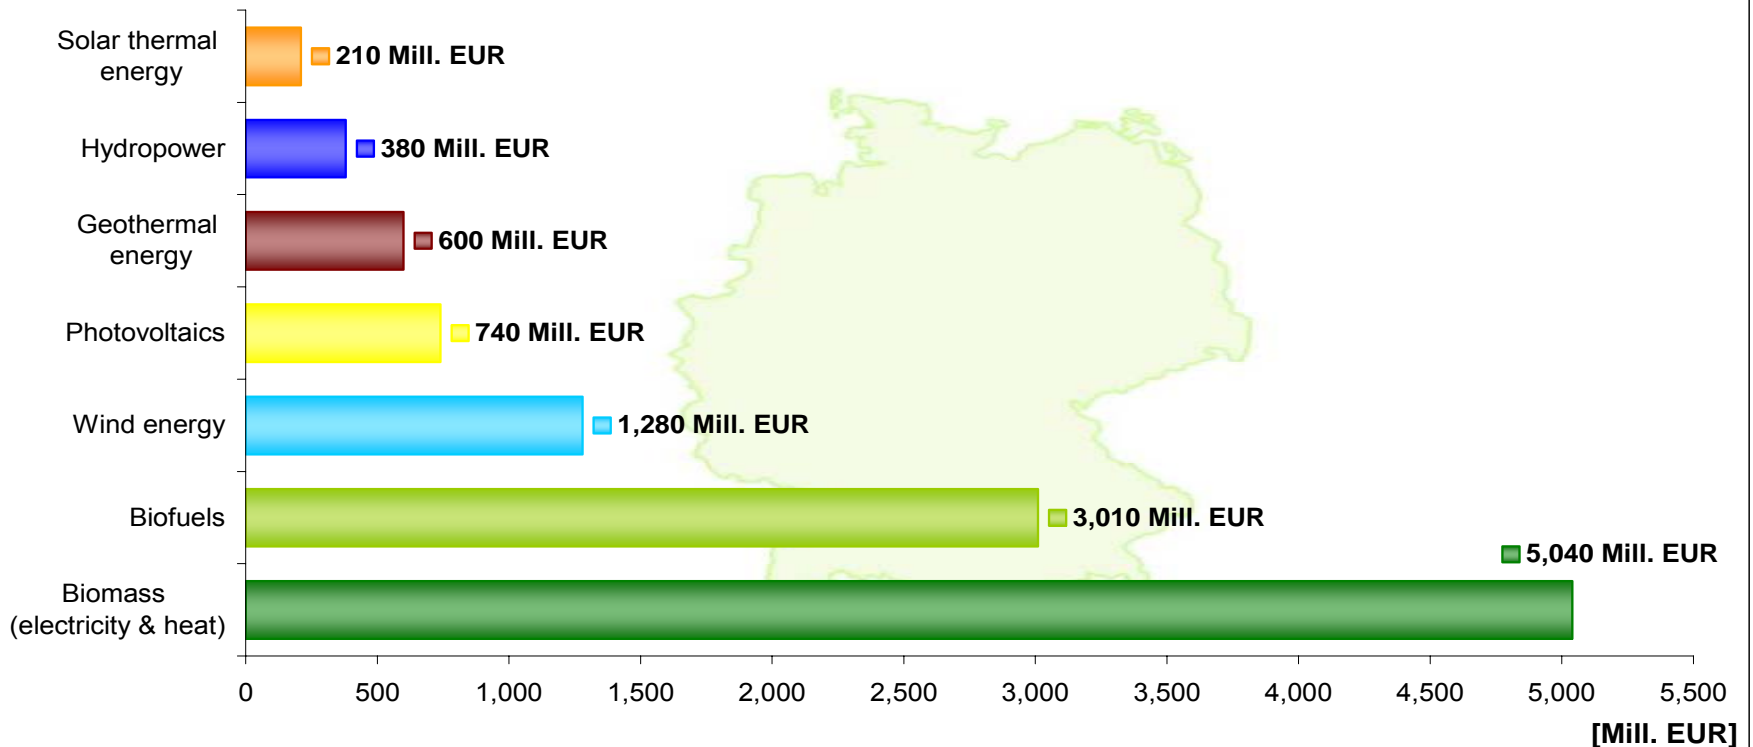 Solar thermal
energy
210 Mill. EUR
Hydropower
380 Mill. EUR
Geothermal
energy
600 Mill. EUR
Photovoltaics
740 Mill. EUR
Wind energy
1,280 Mill. EUR
Biofuels
3,010 Mill. EUR
5,040 Mill. EUR
Biomass
(electricity & heat)
0 500 1,000 1,500 2,000 2,500 3,000 3,500 4,000 4,500 5,000 5,500
[Mill. EUR]